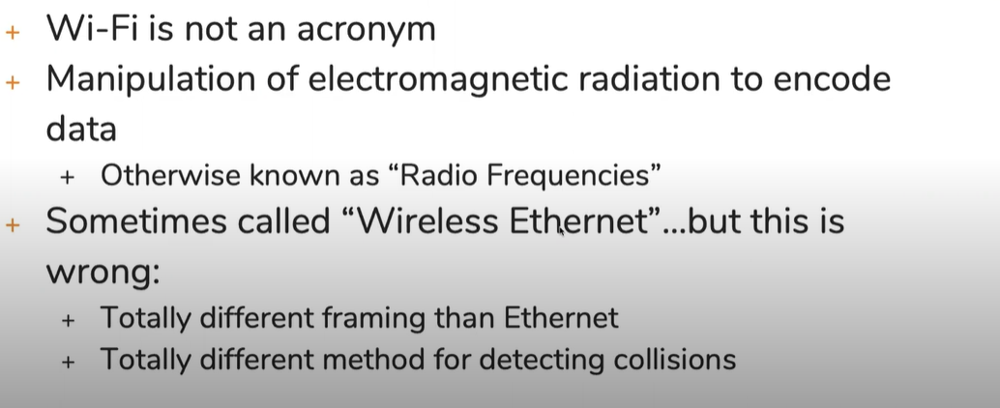 + Wi-Fi is not an acronym
+ Manipulation of electromagnetic radiation to encode
data
+ Otherwise known as “Radio Frequencies”
+ Sometimes called “Wireless Ethernet”...but this is
wrong:
+ Totally different framing than Ethernet
+ Totally different method for detecting collisions